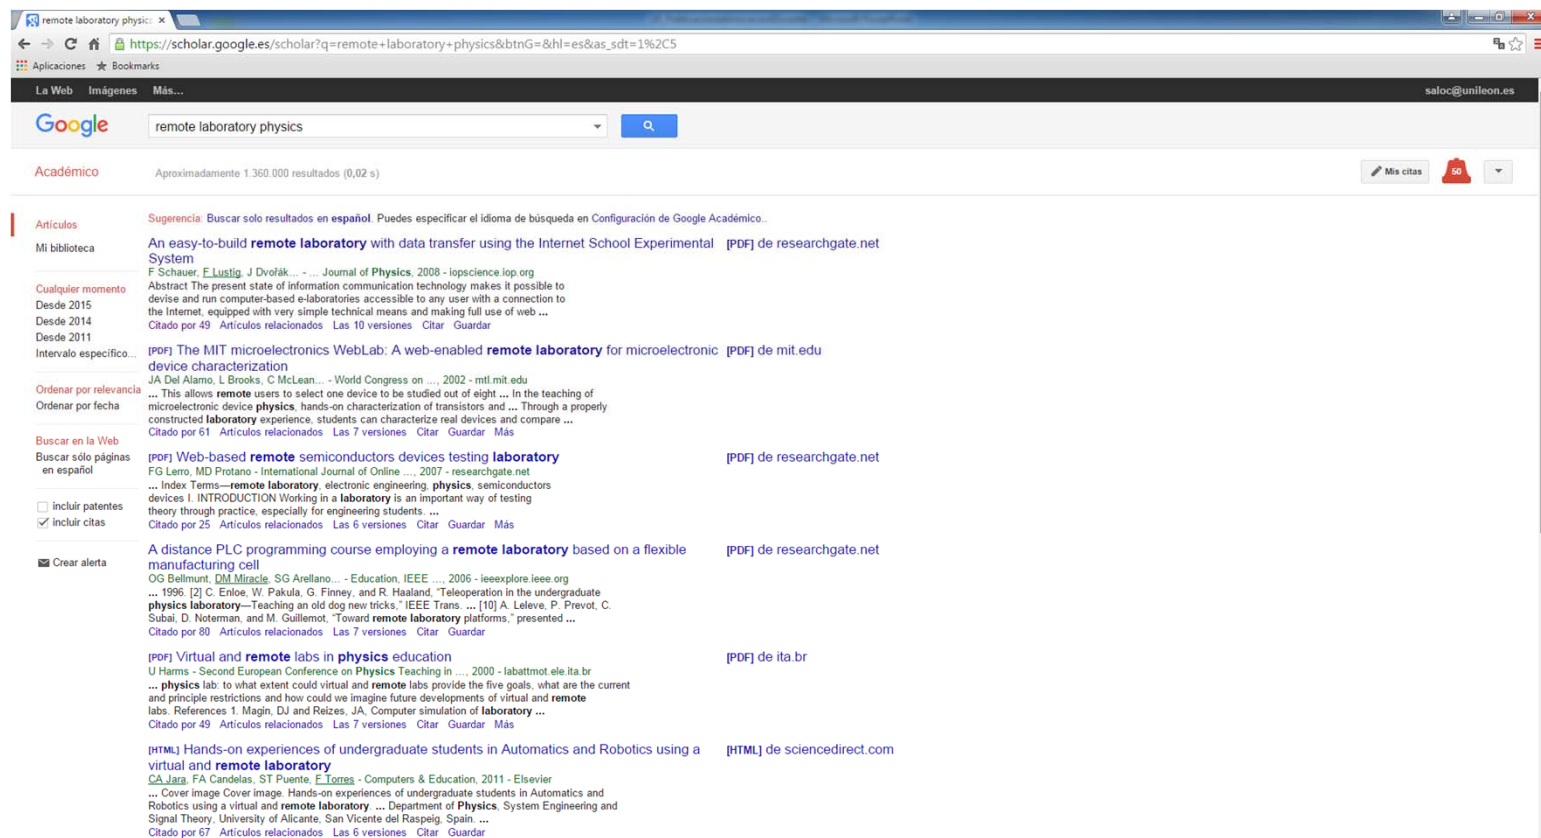 remote laboratory physics ×
https://scholar.google.es/scholar?q=remote+laboratory+physics&btnG=&hl=es&as_sdt=1%2C5
Aplicaciones Bookmarks
La Web Imágenes Más... saloc@unileon.es
Google remote laboratory physics
Académico Aproximadamente 1.360.000 resultados (0,02 s) Mis citas 50
Artículos
Mi biblioteca
Cualquier momento
Desde 2015
Desde 2014
Desde 2011
Intervalo específico...
Ordenar por relevancia
Ordenar por fecha
Buscar en la Web
Buscar sólo páginas
en español
incluir patentes
incluir citas
Crear alerta
Sugerencia: Buscar solo resultados en español. Puedes especificar el idioma de búsqueda en Configuración de Google Académico..
An easy-to-build remote laboratory with data transfer using the Internet School Experimental [PDF] de researchgate.net
System
F Schauer, F Lustig, J Dvořák... - ... Journal of Physics, 2008 - iopscience.iop.org
Abstract The present state of information communication technology makes it possible to
devise and run computer-based e-laboratories accessible to any user with a connection to
the Internet, equipped with very simple technical means and making full use of web ...
Citado por 49 Artículos relacionados Las 10 versiones Citar Guardar
[PDF] The MIT microelectronics WebLab: A web-enabled remote laboratory for microelectronic [PDF] de mit.edu
device characterization
JA Del Alamo, L Brooks, C McLean... - World Congress on ..., 2002 - mtl.mit.edu
... This allows remote users to select one device to be studied out of eight ... In the teaching of
microelectronic device physics, hands-on characterization of transistors and ... Through a properly
constructed laboratory experience, students can characterize real devices and compare ...
Citado por 61 Artículos relacionados Las 7 versiones Citar Guardar Más
[PDF] Web-based remote semiconductors devices testing laboratory [PDF] de researchgate.net
FG Lerro, MD Protano - International Journal of Online ..., 2007 - researchgate.net
... Index Terms—remote laboratory, electronic engineering, physics, semiconductors
devices I. INTRODUCTION Working in a laboratory is an important way of testing
theory through practice, especially for engineering students. ...
Citado por 25 Artículos relacionados Las 6 versiones Citar Guardar Más
A distance PLC programming course employing a remote laboratory based on a flexible [PDF] de researchgate.net
manufacturing cell
OG Bellmunt, DM Miracle, SG Arellano... - Education, IEEE ..., 2006 - ieeexplore.ieee.org
... 1996. [2] C. Enloe, W. Pakula, G. Finney, and R. Haaland, “Teleoperation in the undergraduate
physics laboratory—Teaching an old dog new tricks,” IEEE Trans. ... [10] A. Leleve, P. Prevot, C.
Subai, D. Noterman, and M. Guillemot, “Toward remote laboratory platforms,” presented ...
Citado por 80 Artículos relacionados Las 7 versiones Citar Guardar
[PDF] Virtual and remote labs in physics education [PDF] de ita.br
U Harms - Second European Conference on Physics Teaching in ..., 2000 - labattmot.ele.ita.br
... physics lab: to what extent could virtual and remote labs provide the five goals, what are the current
and principle restrictions and how could we imagine future developments of virtual and remote
labs. References 1. Magin, DJ and Reizes, JA, Computer simulation of laboratory ...
Citado por 49 Artículos relacionados Las 7 versiones Citar Guardar Más
[HTML] Hands-on experiences of undergraduate students in Automatics and Robotics using a [HTML] de sciencedirect.com
virtual and remote laboratory
CA Jara, FA Candelas, ST Puente, F Torres - Computers & Education, 2011 - Elsevier
... Cover image Cover image. Hands-on experiences of undergraduate students in Automatics and
Robotics using a virtual and remote laboratory. ... Department of Physics, System Engineering and
Signal Theory, University of Alicante, San Vicente del Raspeig, Spain. ...
Citado por 67 Artículos relacionados Las 6 versiones Citar Guardar